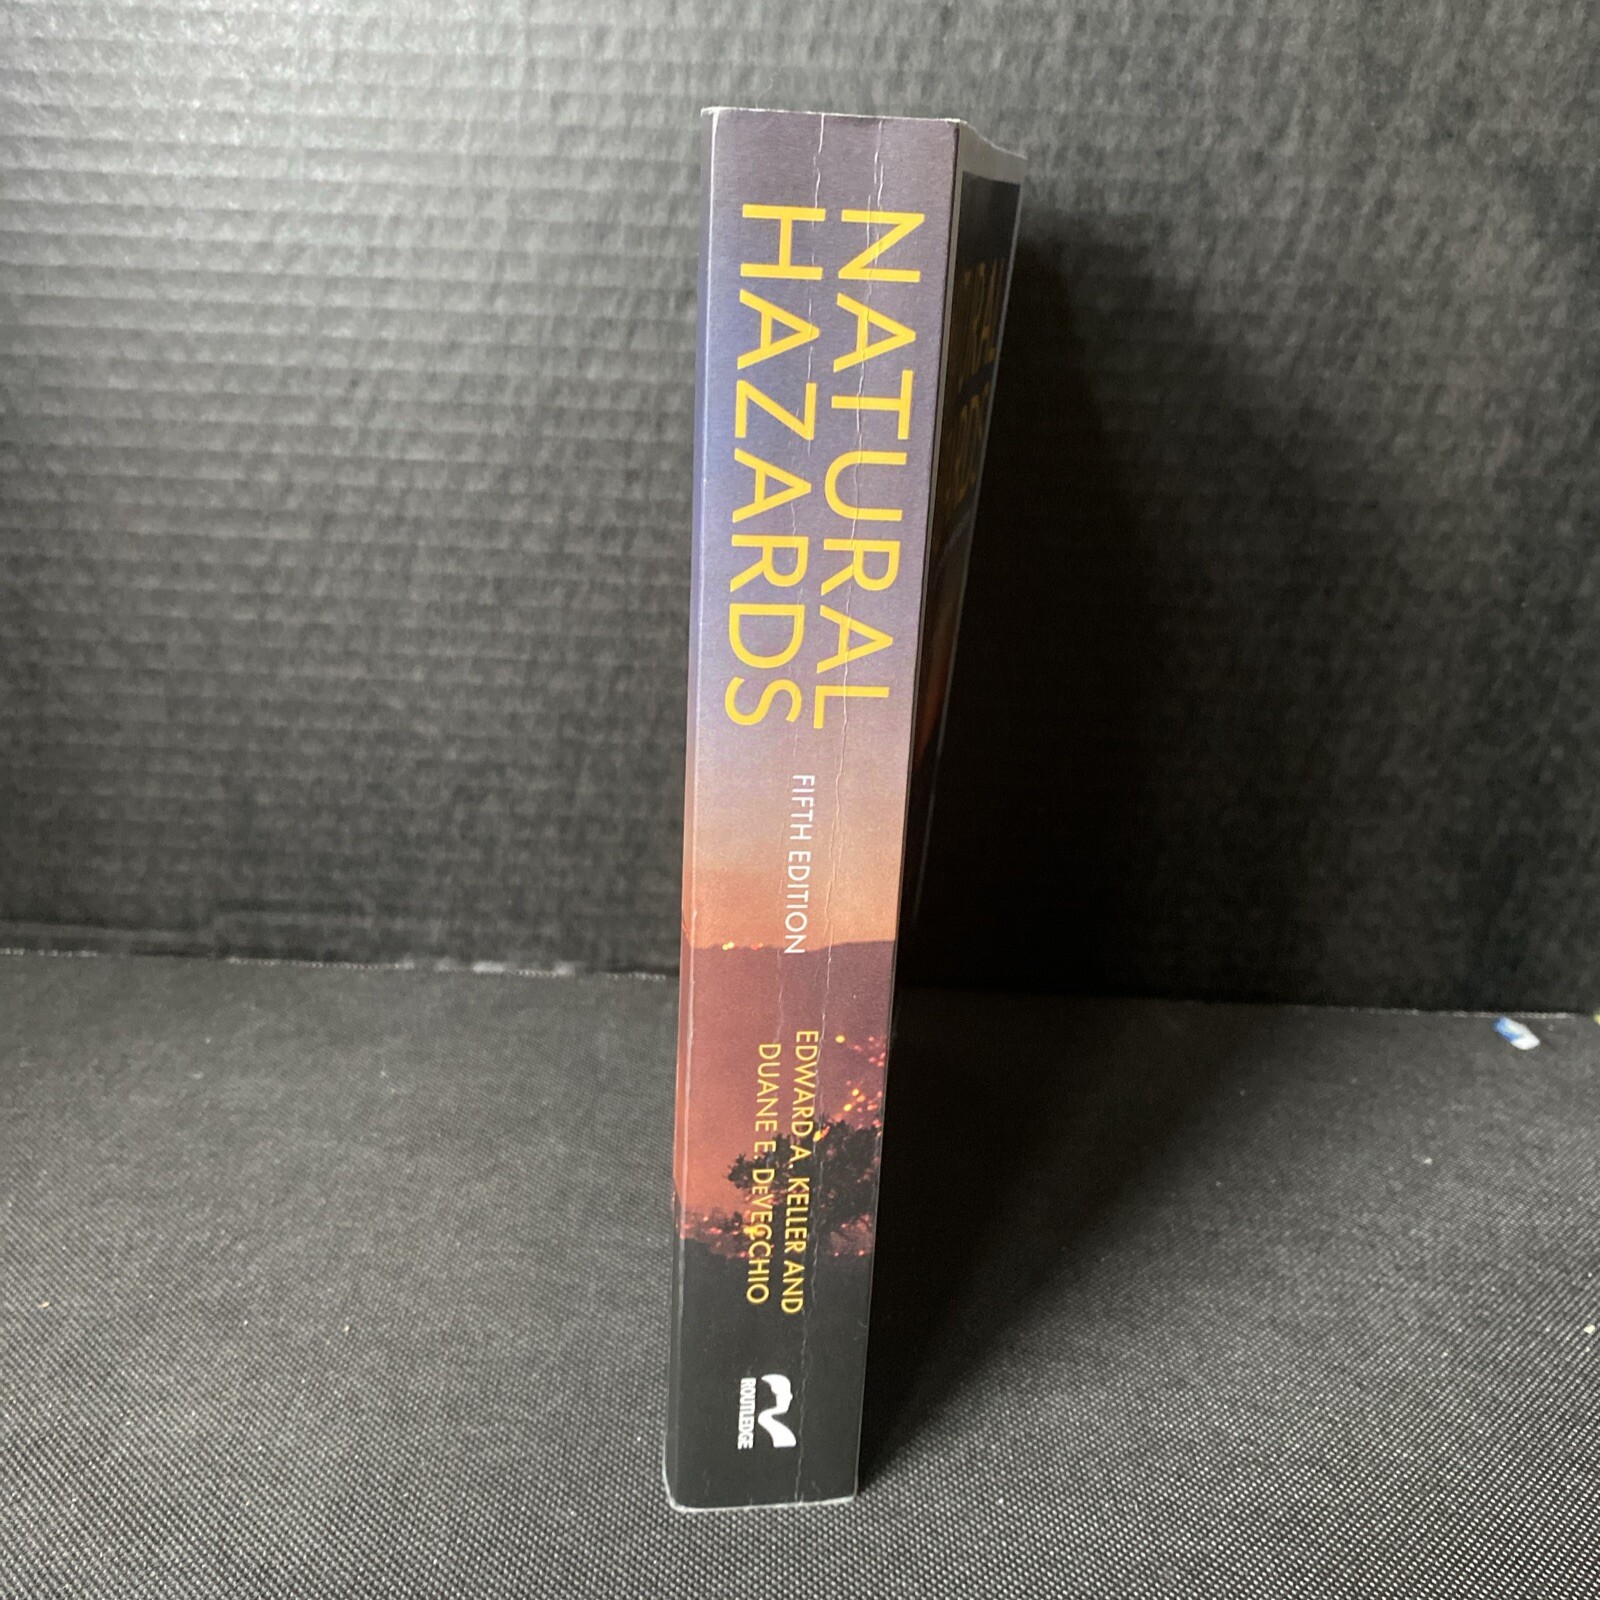 NATURAL
HAZARDS
FIFTH EDITION
EDWARD A. KELLER AND
DUANE E. DeVECCHIO
ROUTLEDGE